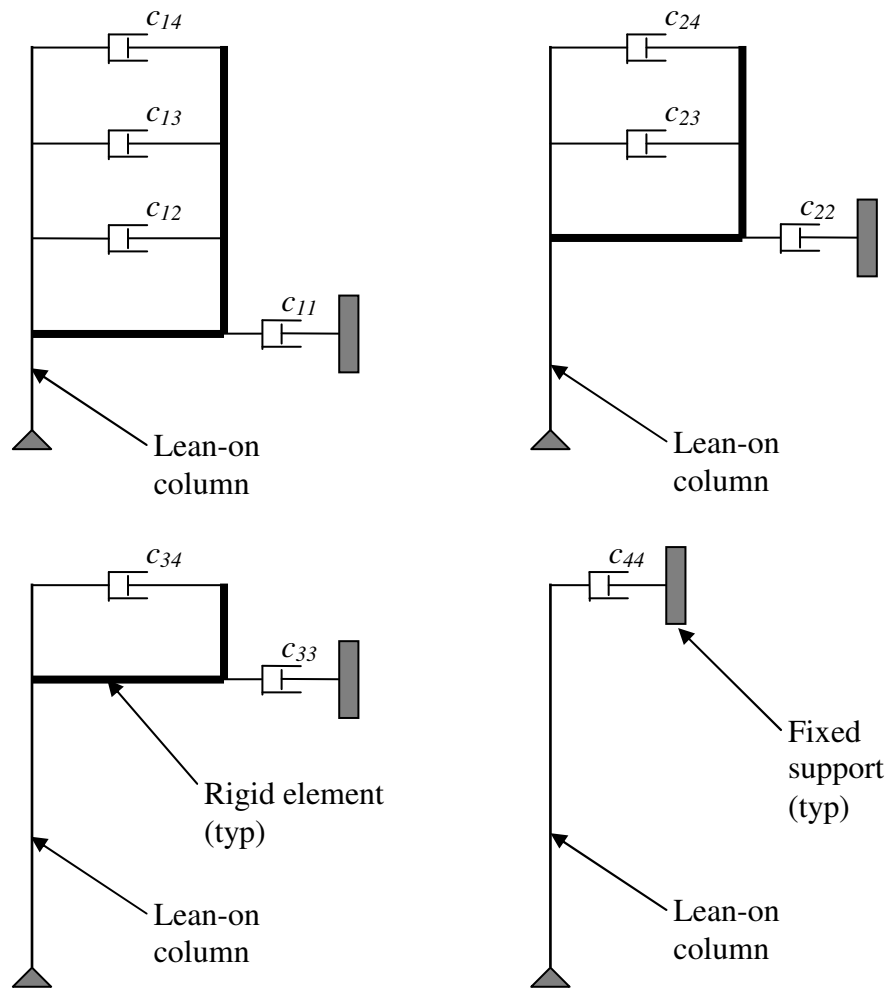 c14
c13
c12
c11
Lean-on
column
c24
c23
c22
Lean-on
column
c34
c33
Rigid element
(typ)
Lean-on
column
c44
Fixed
support
(typ)
Lean-on
column